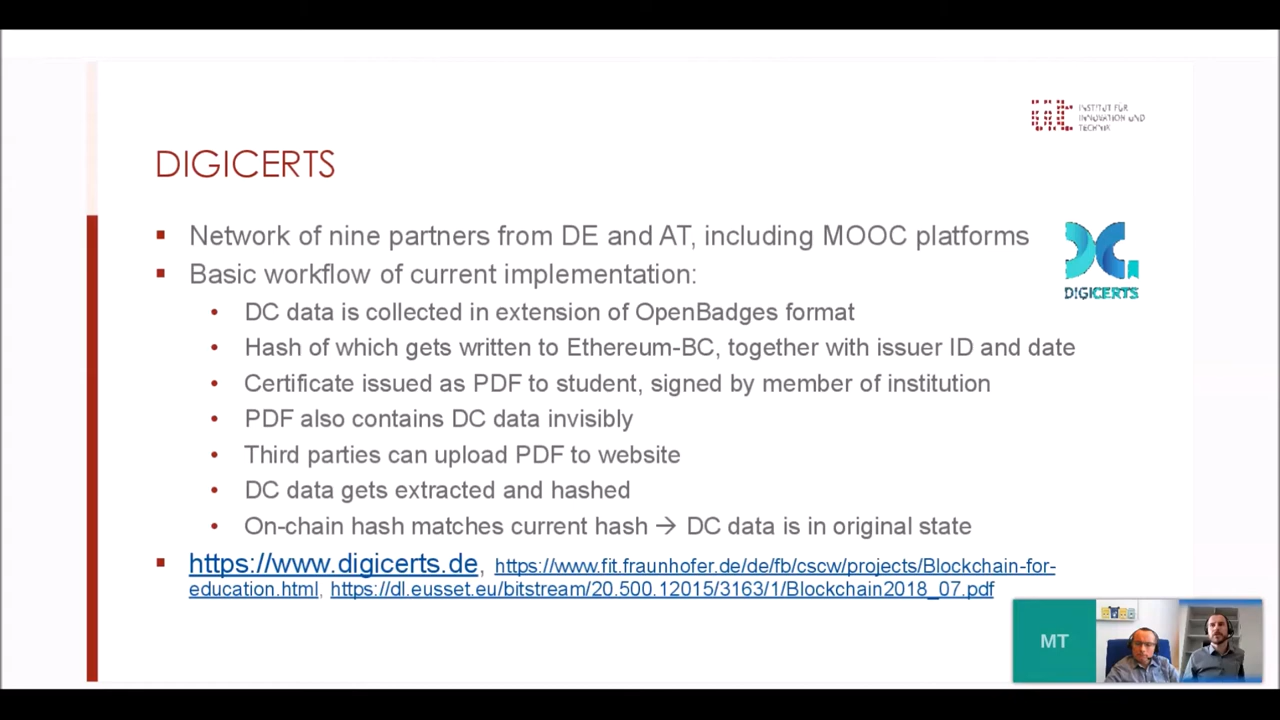 INSTITUT FÜR
INNOVATION UND
TECHNIK
DIGICERTS
Network of nine partners from DE and AT, including MOOC platforms
Basic workflow of current implementation:
DIGICERTS
DC data is collected in extension of OpenBadges format
Hash of which gets written to Ethereum-BC, together with issuer ID and date
Certificate issued as PDF to student, signed by member of institution
PDF also contains DC data invisibly
Third parties can upload PDF to website
DC data gets extracted and hashed
On-chain hash matches current hash → DC data is in original state
https://www.digicerts.de, https://www.fit.fraunhofer.de/de/fb/cscw/projects/Blockchain-for-
education.html, https://dl.eusset.eu/bitstream/20.500.12015/3163/1/Blockchain2018_07.pdf
MT